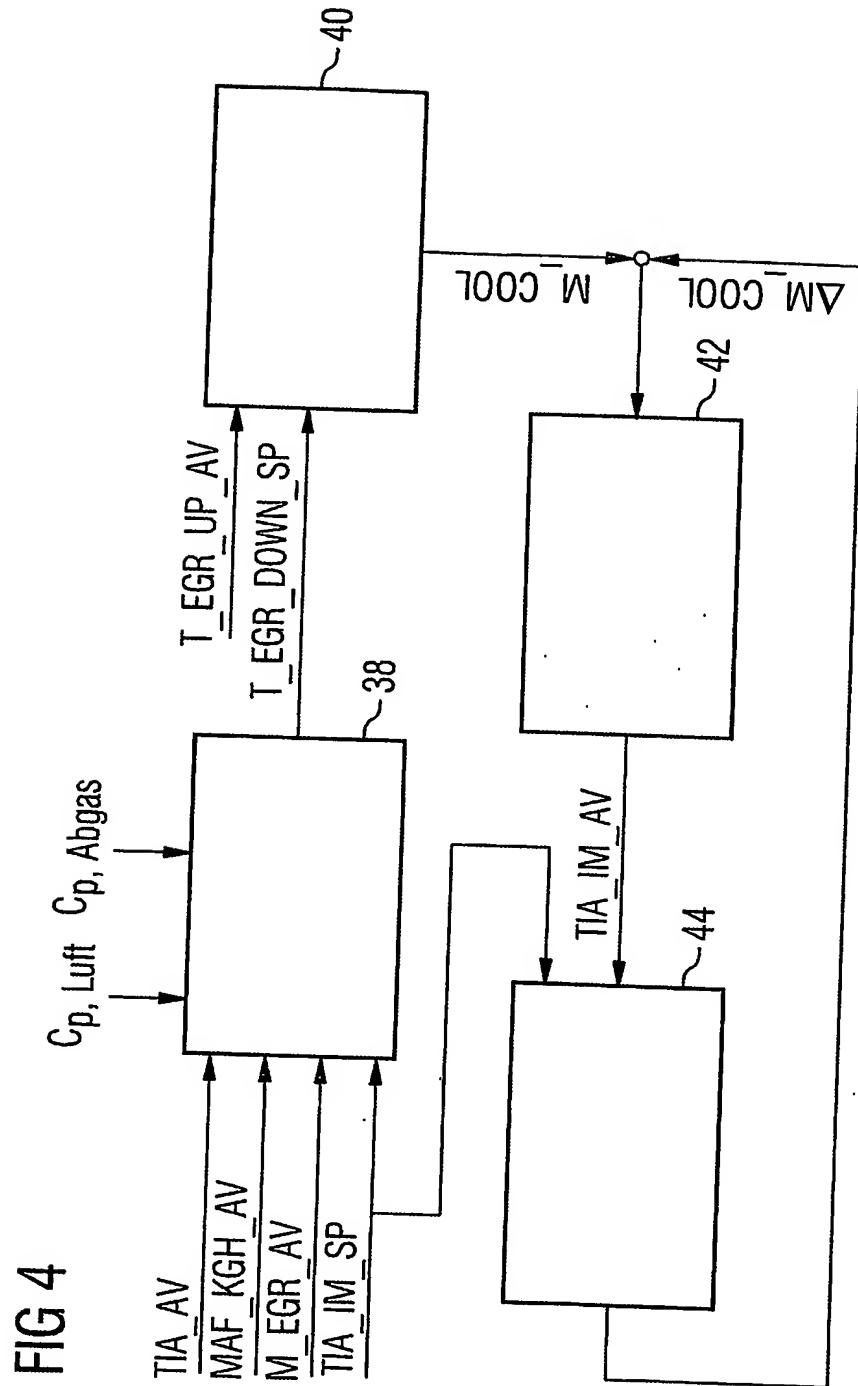 FIG 4
C_p, Luft
C_p, Abgas
TIA_AV
MAF_KGH_AV
M_EGR_AV
TIA_IM_SP
38
T_EGR_UP_AV
T_EGR_DOWN_SP
40
M_COOL
ΔM_COOL
42
TIA_IM_AV
44